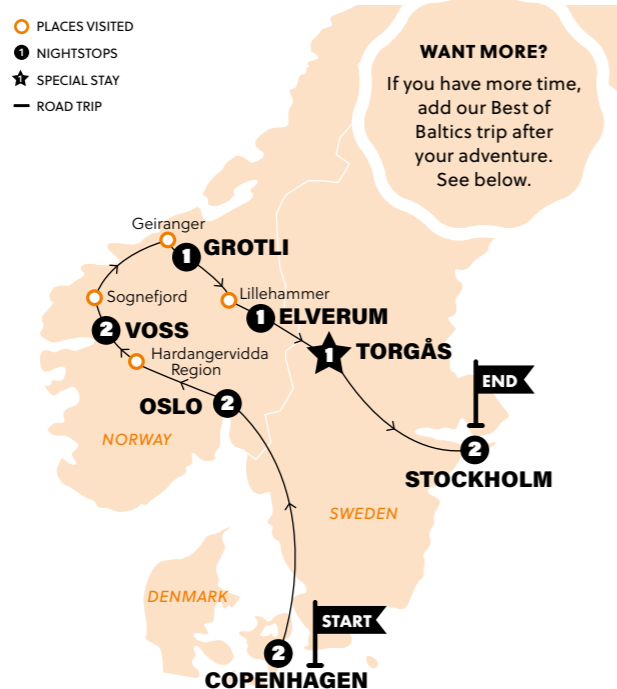 PLACES VISITED
1 NIGHTSTOPS
1 SPECIAL STAY
ROAD TRIP
WANT MORE?
If you have more time,
add our Best of
Baltics trip after
your adventure.
See below.
Geiranger
1 GROTLI
Sognefjord
Lillehammer
1 ELVERUM
2 VOSS
1 TORGÅS
Hardangervidda
Region
OSLO 2
END
NORWAY
2
STOCKHOLM
SWEDEN
DENMARK
START
2
COPENHAGEN